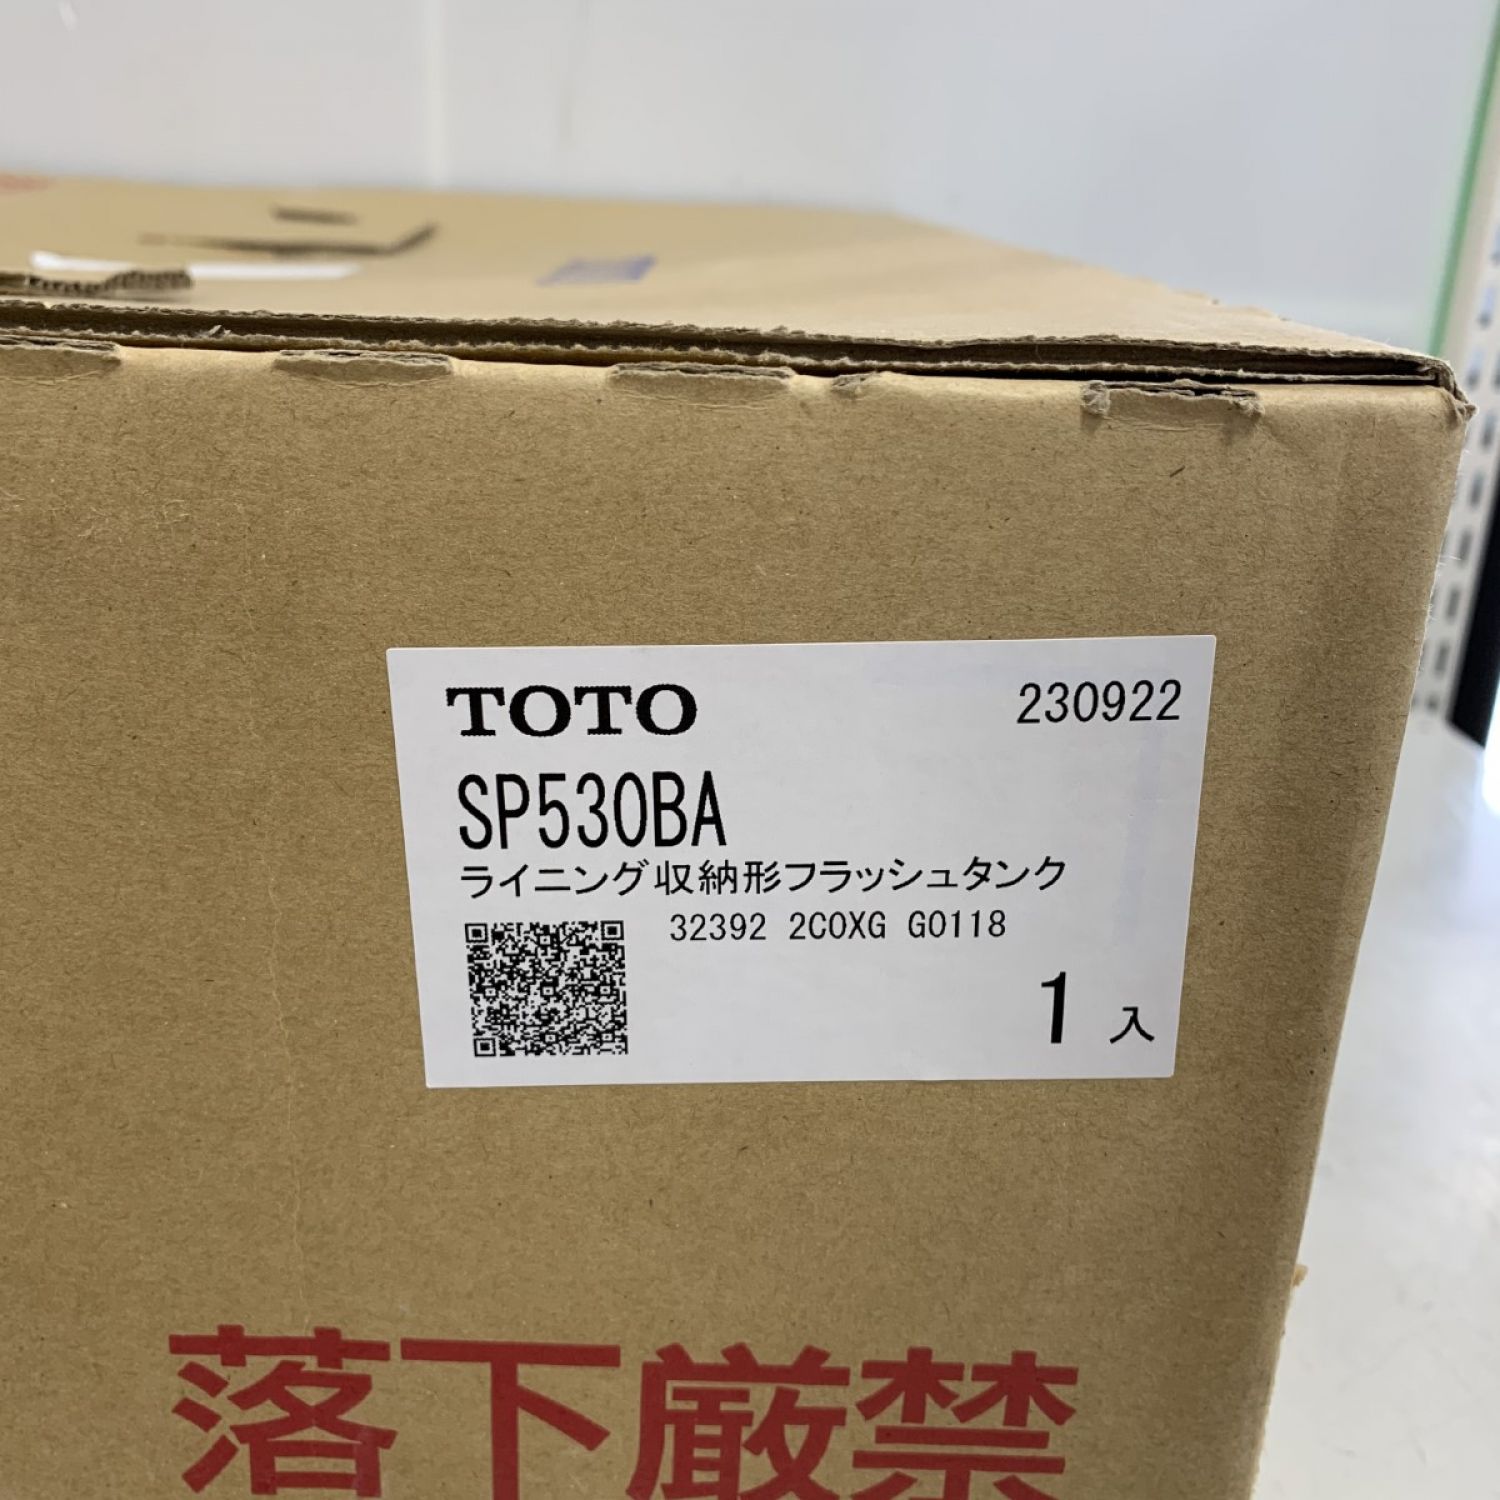 TOTO 230922
SP530BA
ライニング収納形フラッシュタンク
32392 2C0XG G0118
1 入
落下厳禁